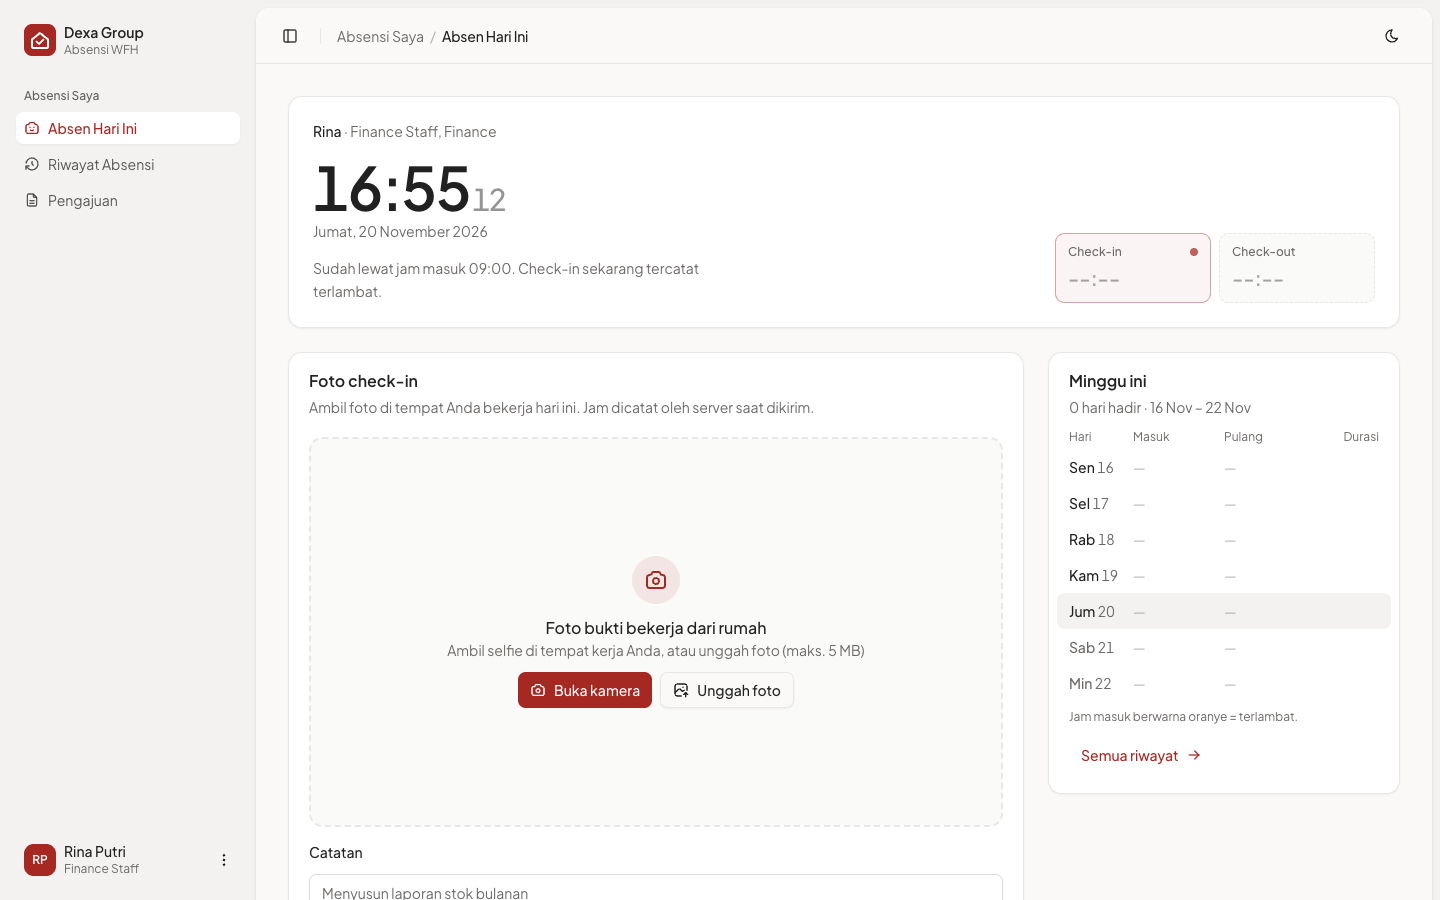 Dexa Group
Absensi WFH
Absensi Saya
Absen Hari Ini
Riwayat Absensi
Pengajuan
RP
Rina Putri
Finance Staff
Absensi Saya / Absen Hari Ini
Rina · Finance Staff, Finance
16:55 12
Jumat, 20 November 2026
Sudah lewat jam masuk 09:00. Check-in sekarang tercatat
terlambat.
Check-in
--:--
Check-out
--:--
Foto check-in
Ambil foto di tempat Anda bekerja hari ini. Jam dicatat oleh server saat dikirim.
Foto bukti bekerja dari rumah
Ambil selfie di tempat kerja Anda, atau unggah foto (maks. 5 MB)
Buka kamera
Unggah foto
Catatan
Menyusun laporan stok bulanan
Minggu ini
0 hari hadir · 16 Nov – 22 Nov
Hari Masuk Pulang Durasi
Sen 16 — —
Sel 17 — —
Rab 18 — —
Kam 19 — —
Jum 20 — —
Sab 21 — —
Min 22 — —
Jam masuk berwarna oranye = terlambat.
Semua riwayat